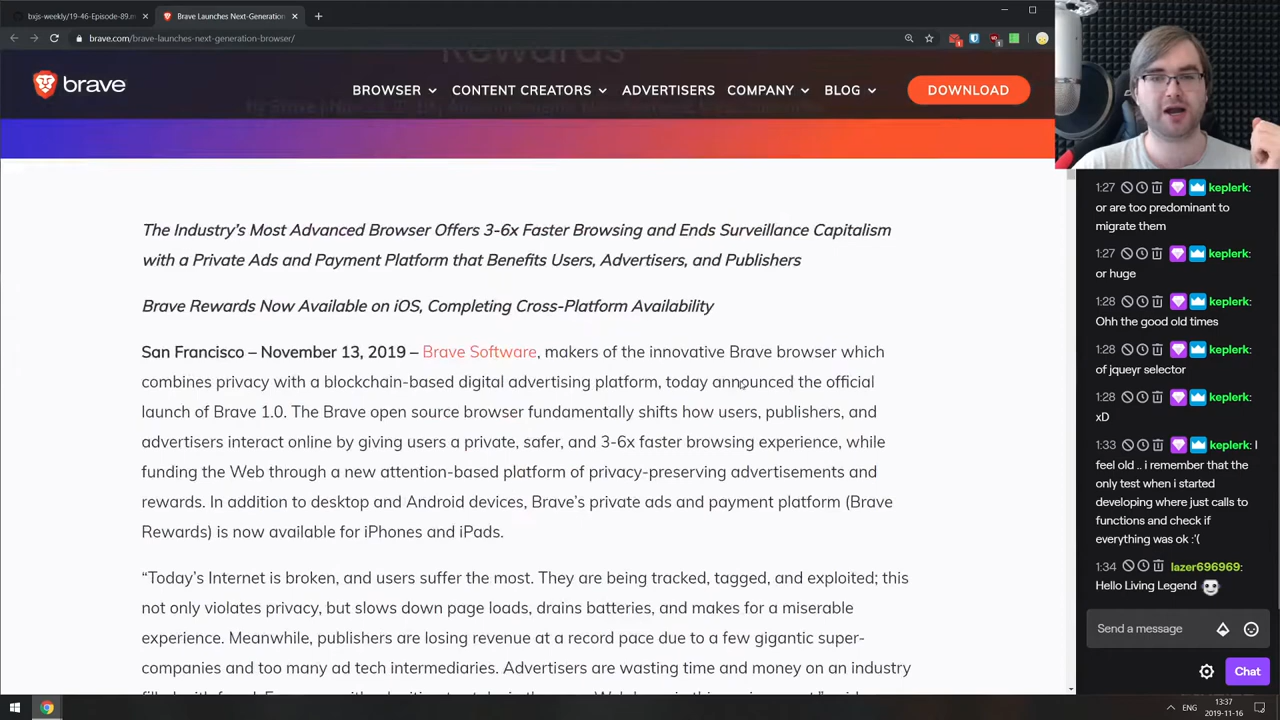 bxjs-weekly/19-46-Episode-89.m
Brave Launches Next-Generation
brave.com/brave-launches-next-generation-browser/
Rewards
brave
BROWSER
CONTENT CREATORS
ADVERTISERS
COMPANY
BLOG
DOWNLOAD
The Industry's Most Advanced Browser Offers 3-6x Faster Browsing and Ends Surveillance Capitalism
with a Private Ads and Payment Platform that Benefits Users, Advertisers, and Publishers
Brave Rewards Now Available on iOS, Completing Cross-Platform Availability
San Francisco – November 13, 2019 – Brave Software, makers of the innovative Brave browser which
combines privacy with a blockchain-based digital advertising platform, today announced the official
launch of Brave 1.0. The Brave open source browser fundamentally shifts how users, publishers, and
advertisers interact online by giving users a private, safer, and 3-6x faster browsing experience, while
funding the Web through a new attention-based platform of privacy-preserving advertisements and
rewards. In addition to desktop and Android devices, Brave's private ads and payment platform (Brave
Rewards) is now available for iPhones and iPads.
“Today's Internet is broken, and users suffer the most. They are being tracked, tagged, and exploited; this
not only violates privacy, but slows down page loads, drains batteries, and makes for a miserable
experience. Meanwhile, publishers are losing revenue at a record pace due to a few gigantic super-
companies and too many ad tech intermediaries. Advertisers are wasting time and money on an industry
1:27 keplerk:
or are too predominant to
migrate them
1:27 keplerk:
or huge
1:28 keplerk:
Ohh the good old times
1:28 keplerk:
of jqueyr selector
1:28 keplerk:
xD
1:33 keplerk: I
feel old .. i remember that the
only test when i started
developing where just calls to
functions and check if
everything was ok :'(
1:34 lazer696969:
Hello Living Legend
Send a message
Chat
ENG
13:37
2019-11-16